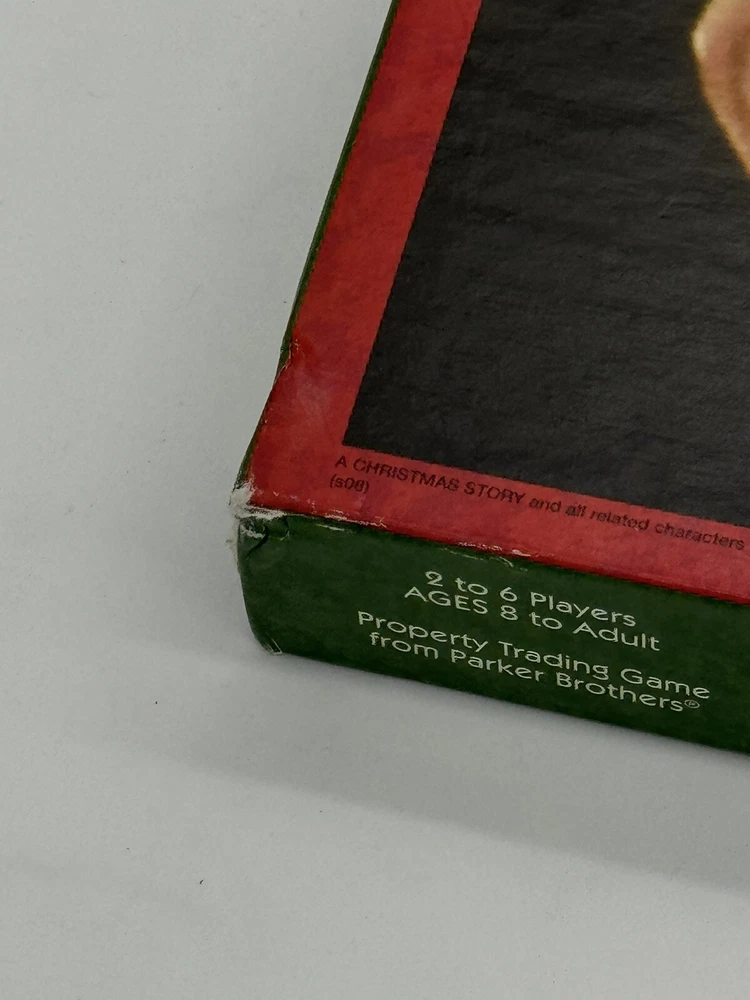 A CHRISTMAS STORY and all related characters
(s08)
2 to 6 Players
AGES 8 to Adult
Property Trading Game
from Parker Brothers®